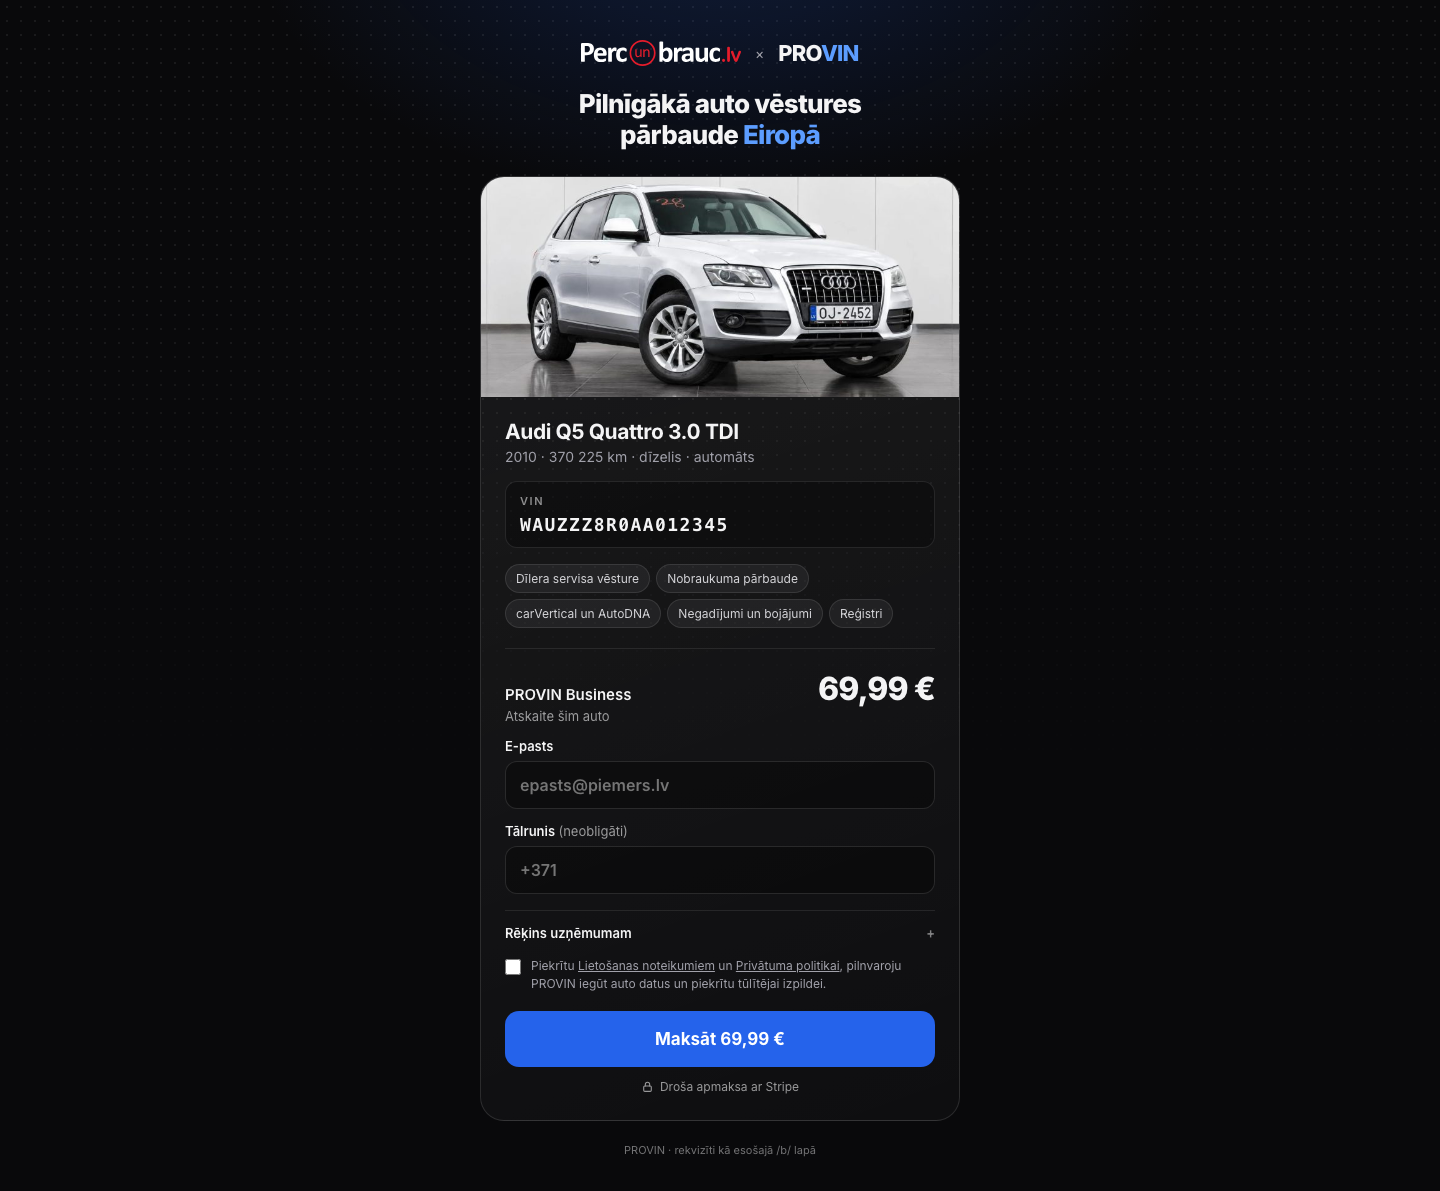 Perc un brauc.lv × PROVIN
Pilnīgākā auto vēstures
pārbaude Eiropā
28
OJ-2452
Audi Q5 Quattro 3.0 TDI
2010 · 370 225 km · dīzelis · automāts
VIN
WAUZZZ8R0AA012345
Dīlera servisa vēsture Nobraukuma pārbaude
carVertical un AutoDNA Negadījumi un bojājumi Reģistri
PROVIN Business 69,99 €
Atskaite šim auto
E-pasts
epasts@piemers.lv
Tālrunis (neobligāti)
+371
Rēķins uzņēmumam +
Piekrītu Lietošanas noteikumiem un Privātuma politikai, pilnvaroju
PROVIN iegūt auto datus un piekrītu tūlītējai izpildei.
Maksāt 69,99 €
Droša apmaksa ar Stripe
PROVIN · rekvizīti kā esošajā /b/ lapā